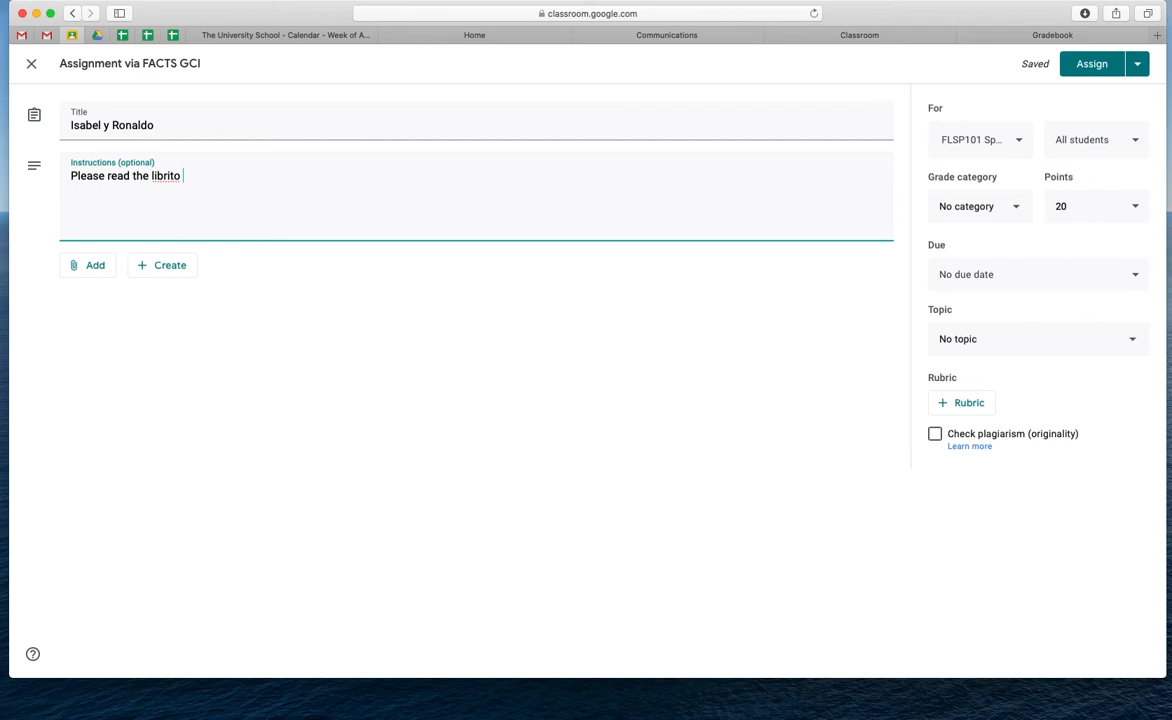 classroom.google.com
The University School - Calendar - Week of A...
Home
Communications
Classroom
Gradebook
Assignment via FACTS GCI
Saved
Assign
Title
Isabel y Ronaldo
Instructions (optional)
Please read the librito
Add
Create
For
FLSP101 Sp...
All students
Grade category
Points
No category
20
Due
No due date
Topic
No topic
Rubric
Rubric
Check plagiarism (originality)
Learn more